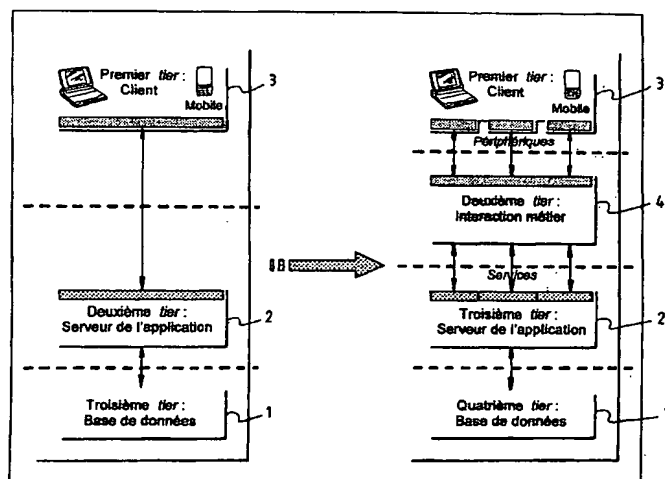 Premier tier :
Client
Mobile
3
Deuxième tier :
Serveur de l'application
2
Troisième tier :
Base de données
1
Premier tier :
Client
Mobile
3
Périphériques
Deuxième tier :
Interaction métier
4
Services
Troisième tier :
Serveur de l'application
2
Quatrième tier :
Base de données